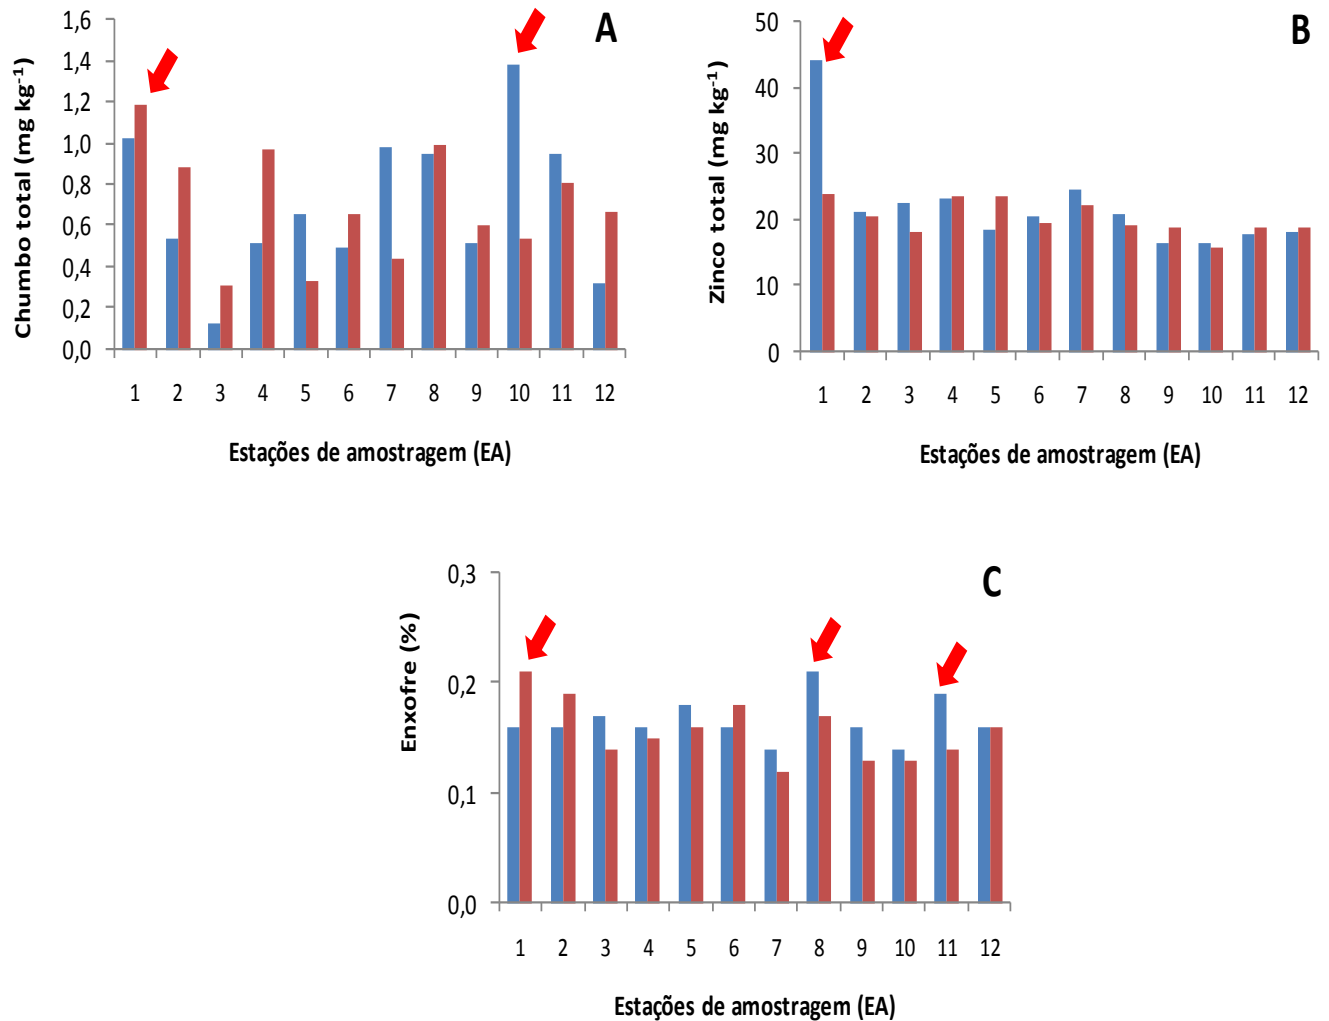 A
Chumbo total (mg kg⁻¹)
1,6
1,4
1,2
1,0
0,8
0,6
0,4
0,2
0,0
1 2 3 4 5 6 7 8 9 10 11 12
Estações de amostragem (EA)
B
Zinco total (mg kg⁻¹)
50
40
30
20
10
0
1 2 3 4 5 6 7 8 9 10 11 12
Estações de amostragem (EA)
C
Enxofre (%)
0,3
0,2
0,1
0,0
1 2 3 4 5 6 7 8 9 10 11 12
Estações de amostragem (EA)